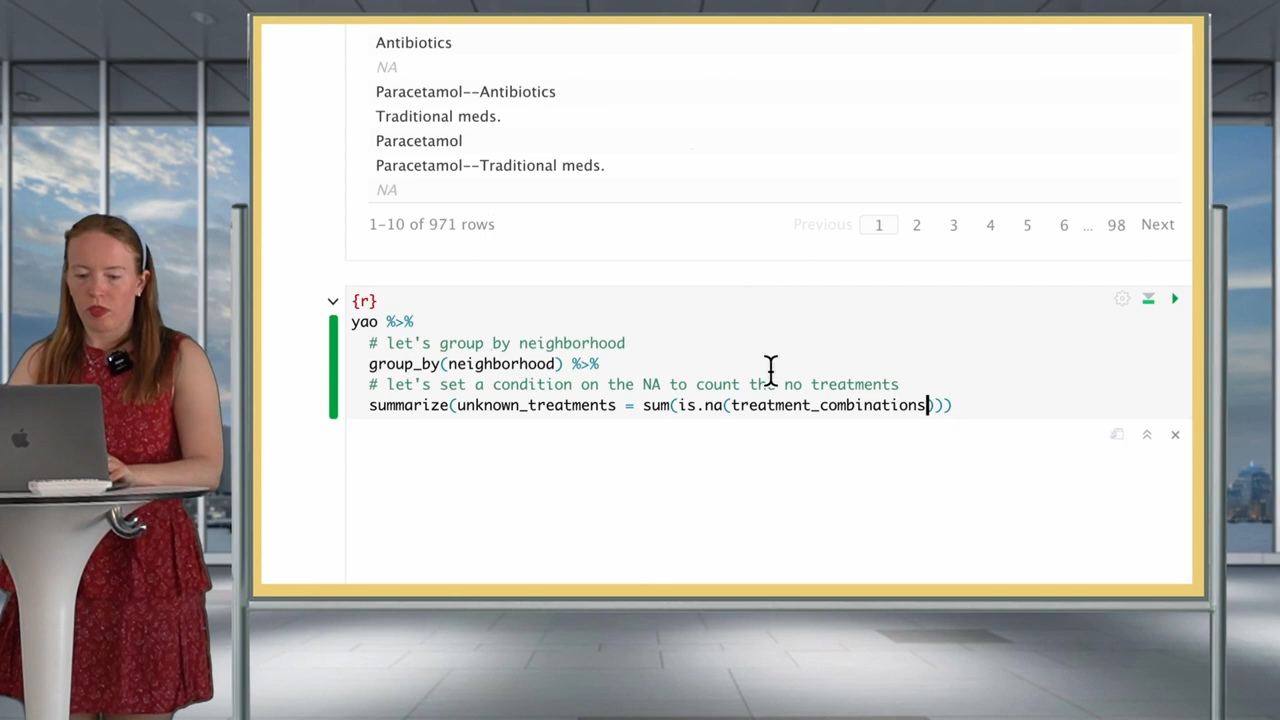 Antibiotics
NA
Paracetamol--Antibiotics
Traditional meds.
Paracetamol
Paracetamol--Traditional meds.
NA
1-10 of 971 rows Previous 1 2 3 4 5 6 ... 98 Next
{r}
yao %>%
# let's group by neighborhood
group_by(neighborhood) %>%
# let's set a condition on the NA to count the no treatments
summarize(unknown_treatments = sum(is.na(treatment_combinations)))